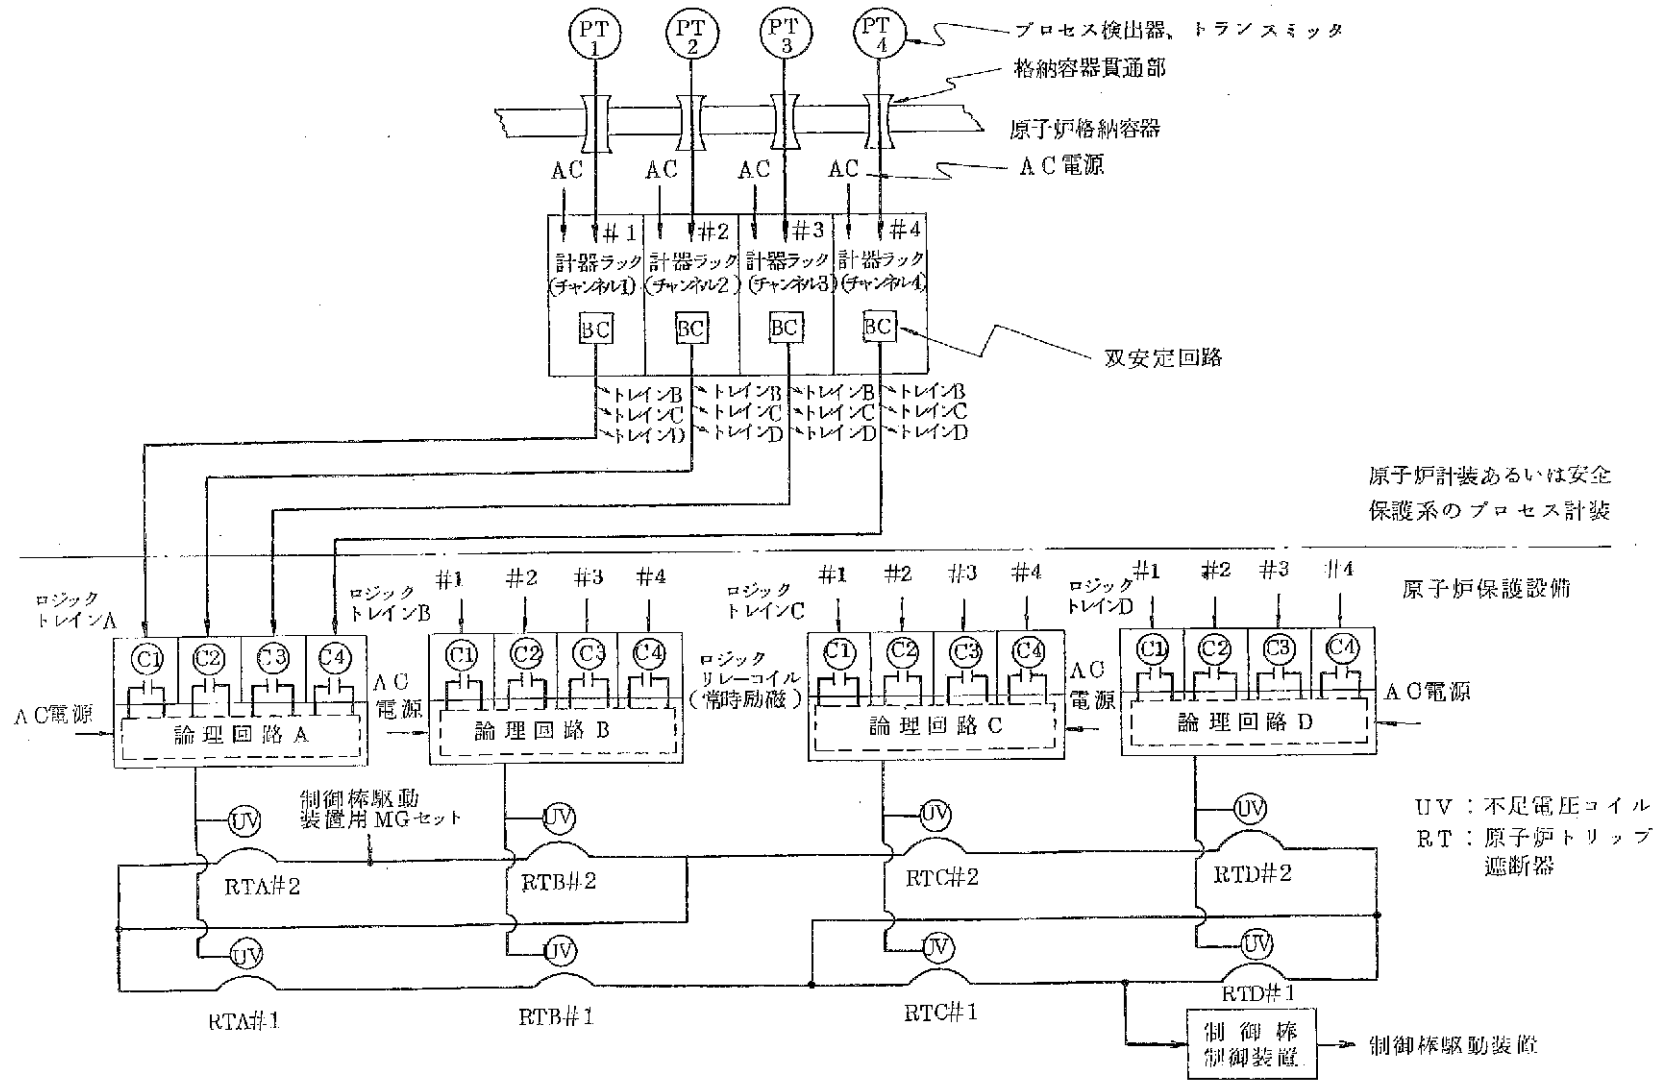 PT
1
PT
2
PT
3
PT
4
プロセス検出器、トランスミッタ
格納容器貫通部
原子炉格納容器
AC
AC
AC
AC電源
#1
#2
#3
#4
計器ラック
(チャンネル1)
計器ラック
(チャンネル2)
計器ラック
(チャンネル3)
計器ラック
(チャンネル4)
BC
BC
BC
BC
双安定回路
トレインB
トレインC
トレインD
トレインB
トレインC
トレインD
トレインB
トレインC
トレインD
トレインB
トレインC
トレインD
原子炉計装あるいは安全
保護系のプロセス計装
原子炉保護設備
ロジック
トレインA
ロジック
トレインB
#1
#2
#3
#4
ロジック
トレインC
#1
#2
#3
#4
ロジック
トレインD
#1
#2
#3
#4
C1
C2
C3
C4
C1
C2
C3
C4
ロジック
リレーコイル
(常時励磁)
C1
C2
C3
C4
C1
C2
C3
C4
AC電源
論理回路A
AC
電源
論理回路B
論理回路C
AC
電源
論理回路D
AC電源
制御棒駆動
装置用MGセット
UV
UV
UV
UV
UV:不足電圧コイル
RT:原子炉トリップ
遮断器
RTA#2
RTB#2
RTC#2
RTD#2
UV
UV
UV
UV
RTA#1
RTB#1
RTC#1
RTD#1
制御棒
制御装置
制御棒駆動装置